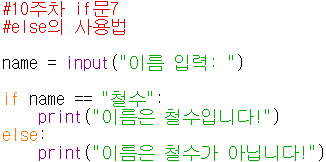 #10주차 if문7
#else의 사용법
name = input("이름 입력: ")
if name == "철수":
    print("이름은 철수입니다!")
else:
    print("이름은 철수가 아닙니다!")